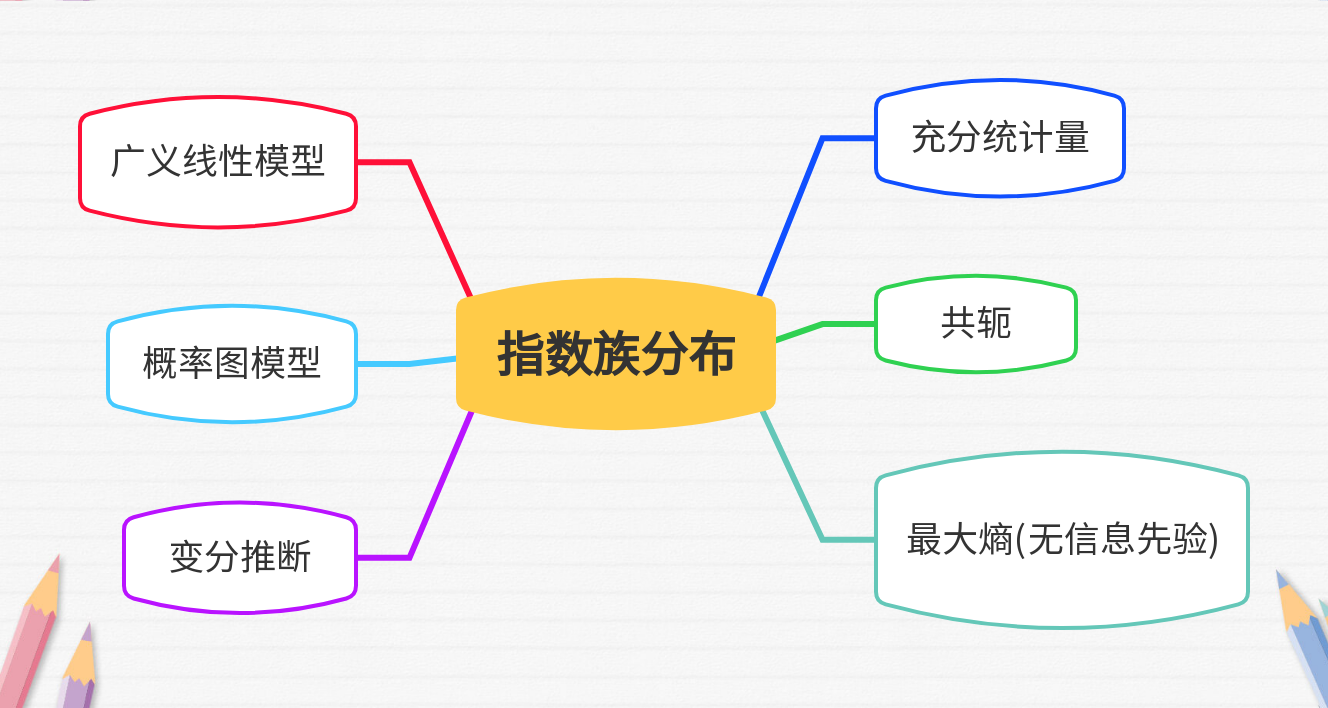 广义线性模型
概率图模型
变分推断
指数族分布
充分统计量
共轭
最大熵(无信息先验)